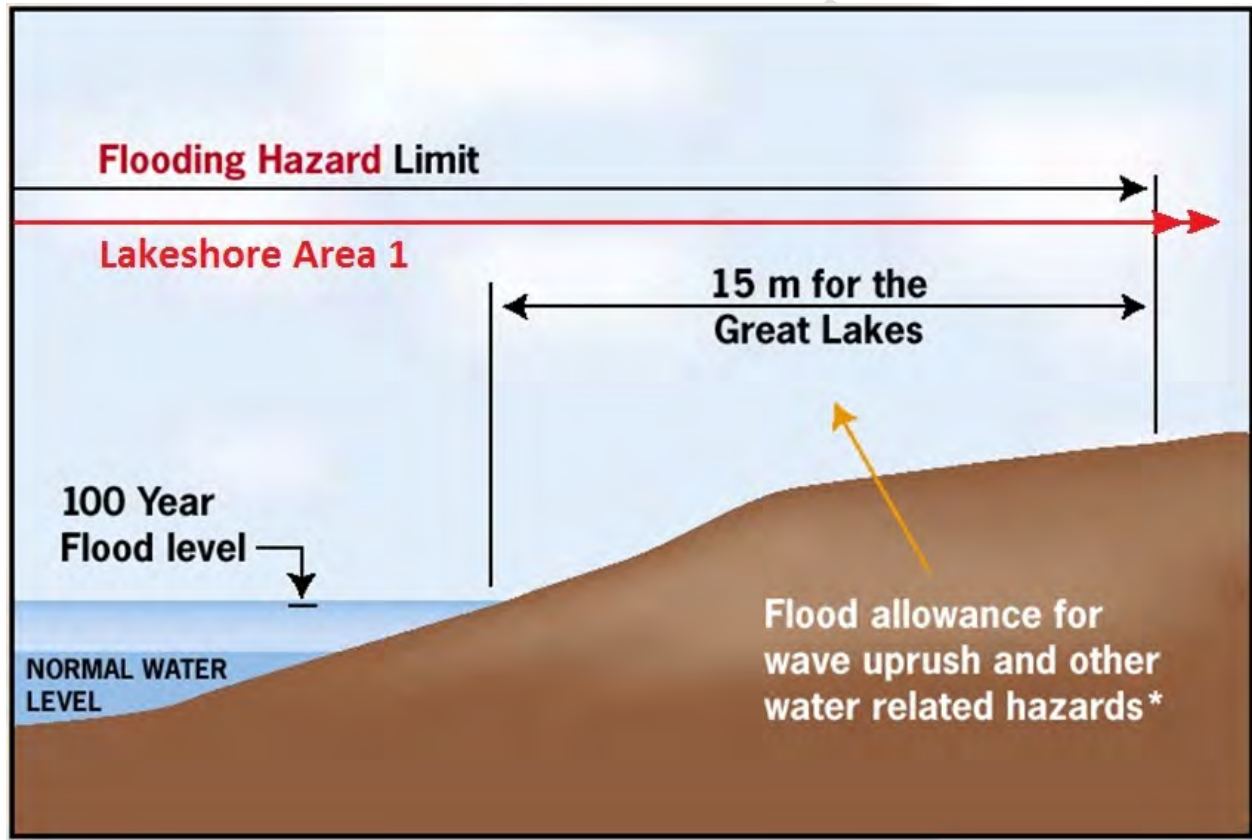 Flooding Hazard Limit
Lakeshore Area 1
15 m for the
Great Lakes
100 Year
Flood level
NORMAL WATER
LEVEL
Flood allowance for
wave uprush and other
water related hazards*